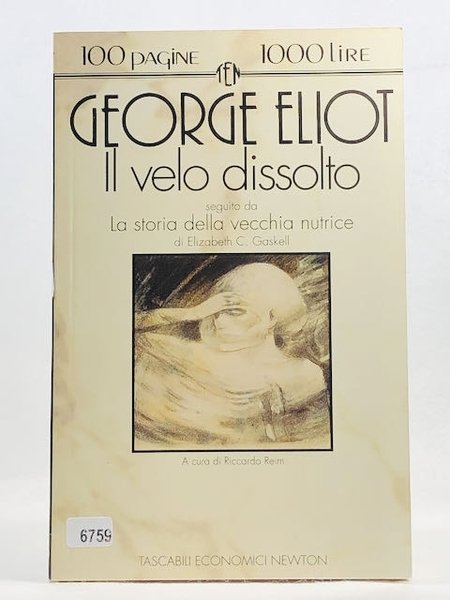 100 PAGINE 1000 LIRE
TEN
GEORGE ELIOT
Il velo dissolto
seguito da
La storia della vecchia nutrice
di Elizabeth C. Gaskell
A cura di Riccardo Reim
6759
TASCABILI ECONOMICI NEWTON